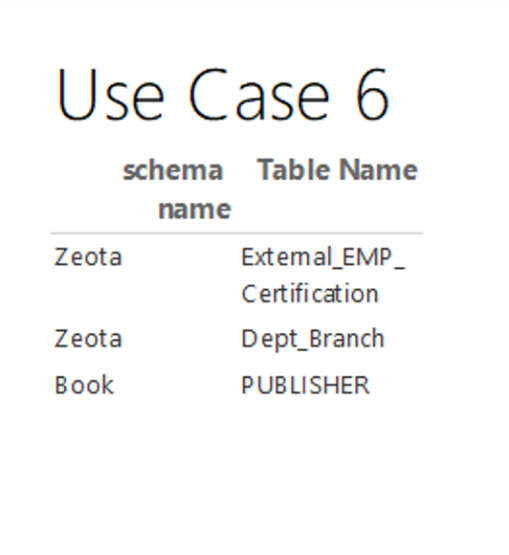 Use Case 6
schema Table Name
name
Zeota External_EMP_
Certification
Zeota Dept_Branch
Book PUBLISHER